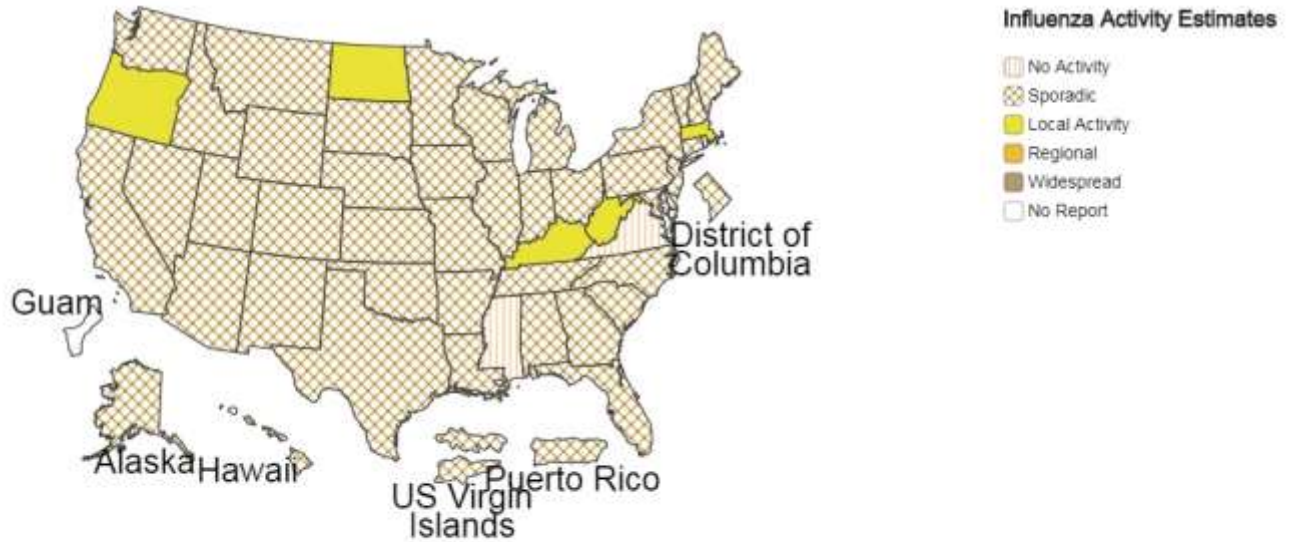 Influenza Activity Estimates
No Activity
Sporadic
Local Activity
Regional
Widespread
No Report
District of
Columbia
Guam
Alaska
Hawaii
US Virgin
Islands
Puerto Rico